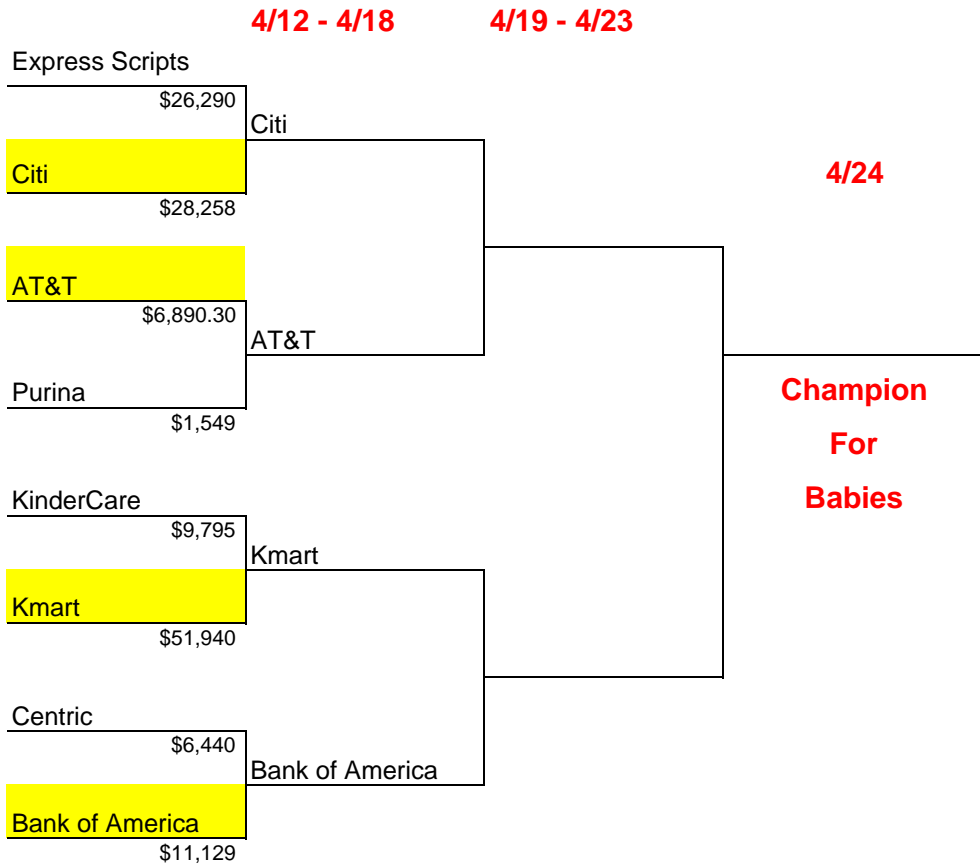 4/12 - 4/18
4/19 - 4/23
Express Scripts
$26,290
Citi
Citi
4/24
$28,258
AT&T
$6,890.30
AT&T
Purina
Champion
$1,549
For
KinderCare
Babies
$9,795
Kmart
Kmart
$51,940
Centric
$6,440
Bank of America
Bank of America
$11,129